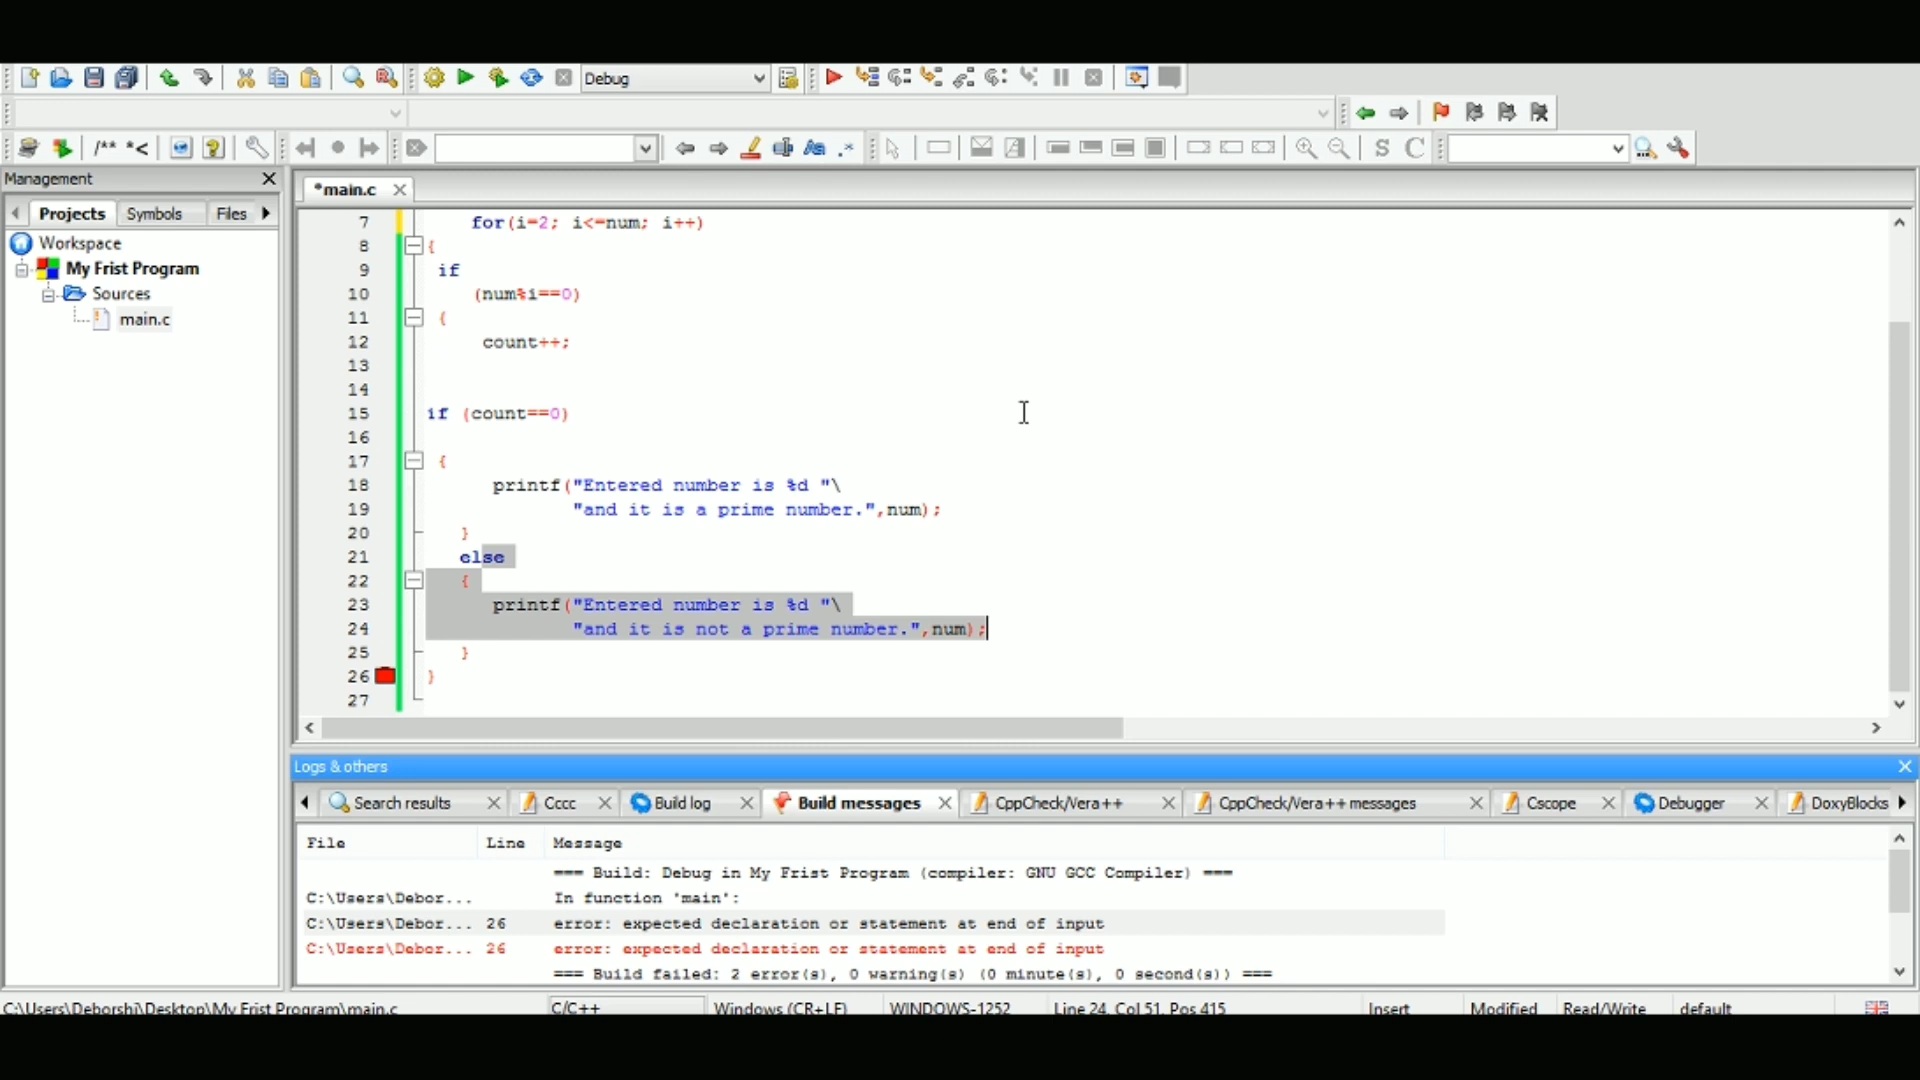 Debug
/** *<
S C
Management
*main.c
Projects Symbols Files
Workspace
My Frist Program
Sources
main.c
7 for(i=2; i<=num; i++)
8 {
9 if
10 (num%i==0)
11 {
12 count++;
13
14
15 if (count==0)
16
17 {
18 printf("Entered number is %d "\
19 "and it is a prime number.",num);
20 }
21 else
22 {
23 printf("Entered number is %d "\
24 "and it is not a prime number.",num);
25 }
26 }
27
Logs & others
Search results Cccc Build log Build messages CppCheck/Vera++ CppCheck/Vera++ messages Cscope Debugger DoxyBlocks
File Line Message
=== Build: Debug in My Frist Program (compiler: GNU GCC Compiler) ===
C:\Users\Debor... In function 'main':
C:\Users\Debor... 26 error: expected declaration or statement at end of input
C:\Users\Debor... 26 error: expected declaration or statement at end of input
=== Build failed: 2 error(s), 0 warning(s) (0 minute(s), 0 second(s)) ===
C:\Users\Deborshi\Desktop\My Frist Program\main.c C/C++ Windows (CR+LF) WINDOWS-1252 Line 24, Col 51, Pos 415 Insert Modified Read/Write default